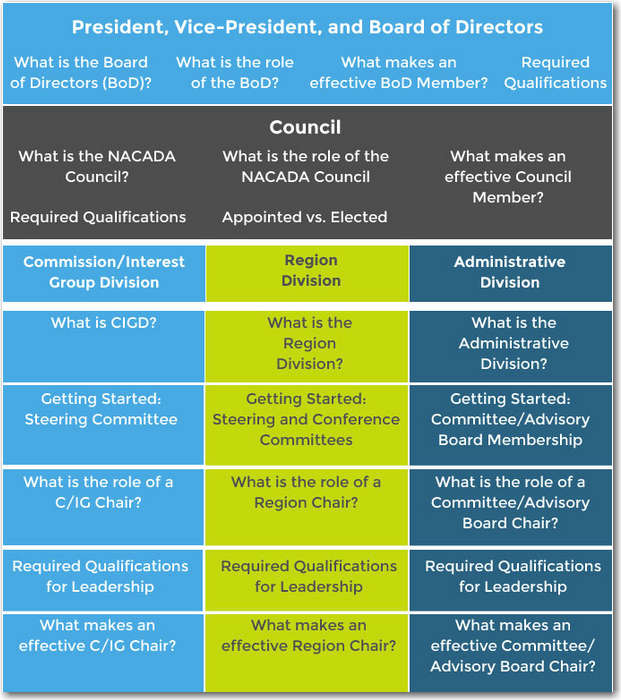 President, Vice-President, and Board of Directors
What is the Board
of Directors (BoD)?
What is the role
of the BoD?
What makes an
effective BoD Member?
Required
Qualifications
Council
What is the NACADA
Council?
What is the role of the
NACADA Council
What makes an
effective Council
Member?
Required Qualifications
Appointed vs. Elected
Commission/Interest
Group Division
Region
Division
Administrative
Division
What is CIGD?
What is the
Region
Division?
What is the
Administrative
Division?
Getting Started:
Steering Committee
Getting Started:
Steering and Conference
Committees
Getting Started:
Committee/Advisory
Board Membership
What is the role of a
C/IG Chair?
What is the role of a
Region Chair?
What is the role of a
Committee/Advisory
Board Chair?
Required Qualifications
for Leadership
Required Qualifications
for Leadership
Required Qualifications
for Leadership
What makes an
effective C/IG Chair?
What makes an
effective Region Chair?
What makes an
effective Committee/
Advisory Board Chair?